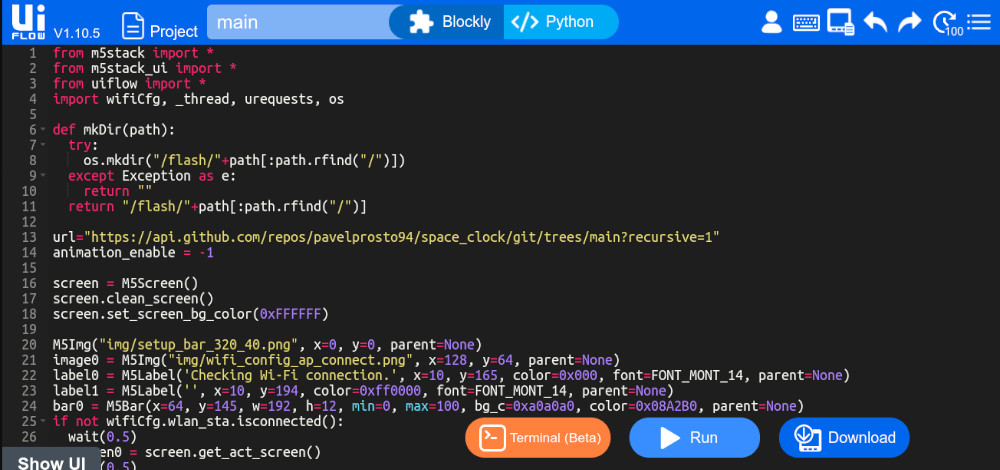 Ui
FLOW V1.10.5 Project main Blockly </> Python 100
1 from m5stack import *
2 from m5stack_ui import *
3 from uiflow import *
4 import wifiCfg, _thread, urequests, os
5
6 def mkDir(path):
7 try:
8 os.mkdir("/flash/"+path[:path.rfind("/")])
9 except Exception as e:
10 return ""
11 return "/flash/"+path[:path.rfind("/")]
12
13 url="https://api.github.com/repos/pavelprosto94/space_clock/git/trees/main?recursive=1"
14 animation_enable = -1
15
16 screen = M5Screen()
17 screen.clean_screen()
18 screen.set_screen_bg_color(0xFFFFFF)
19
20 M5Img("img/setup_bar_320_40.png", x=0, y=0, parent=None)
21 image0 = M5Img("img/wifi_config_ap_connect.png", x=128, y=64, parent=None)
22 label0 = M5Label('Checking Wi-Fi connection.', x=10, y=165, color=0x000, font=FONT_MONT_14, parent=None)
23 label1 = M5Label('', x=10, y=194, color=0xff0000, font=FONT_MONT_14, parent=None)
24 bar0 = M5Bar(x=64, y=145, w=192, h=12, min=0, max=100, bg_c=0xa0a0a0, color=0x08A2B0, parent=None)
25 if not wifiCfg.wlan_sta.isconnected():
26 wait(0.5)
en0 = screen.get_act_screen()
(0.5)
Show UI
Terminal (Beta) Run Download